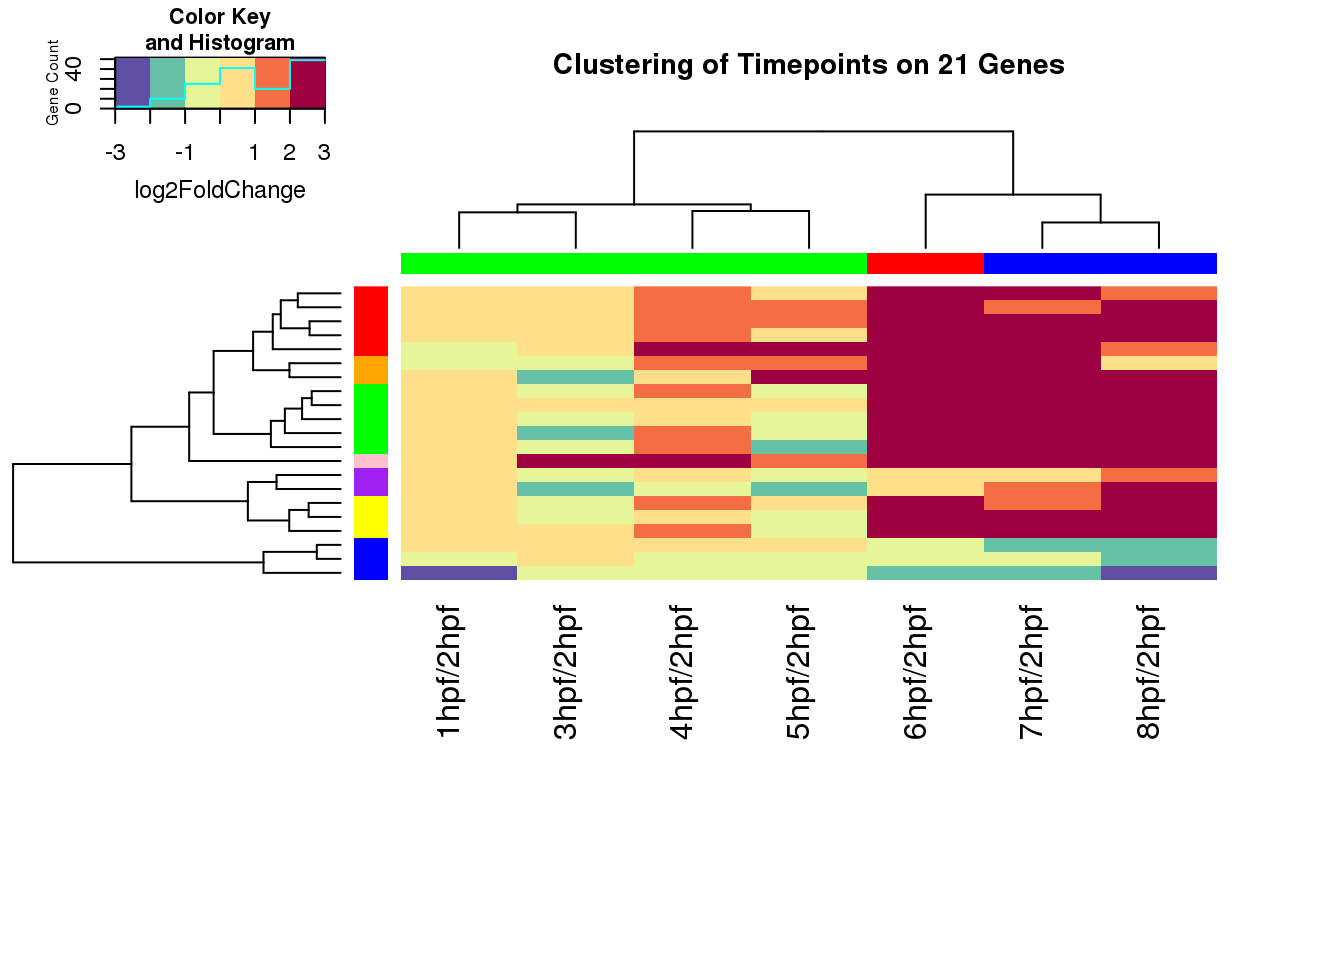 Color Key
and Histogram
Gene Count
0 40
-3 -1 1 2 3
log2FoldChange
Clustering of Timepoints on 21 Genes
1hpf/2hpf
3hpf/2hpf
4hpf/2hpf
5hpf/2hpf
6hpf/2hpf
7hpf/2hpf
8hpf/2hpf